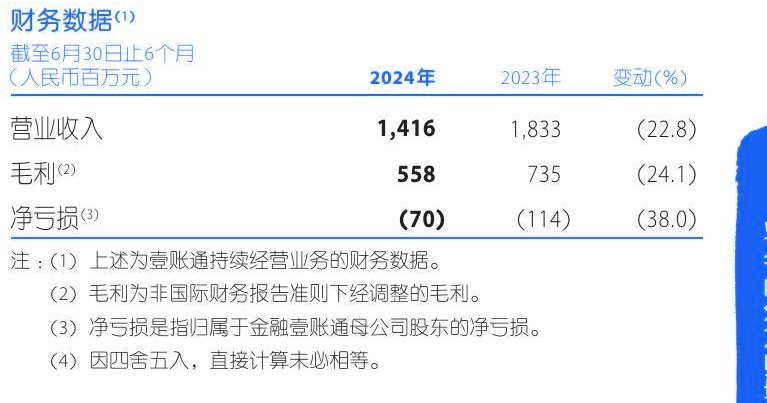 财务数据(1)
截至6月30日止6个月
（人民币百万元） 2024年 2023年 变动(%)
营业收入 1,416 1,833 (22.8)
毛利(2) 558 735 (24.1)
净亏损(3) (70) (114) (38.0)
注：(1) 上述为壹账通持续经营业务的财务数据。
(2) 毛利为非国际财务报告准则下经调整的毛利。
(3) 净亏损是指归属于金融壹账通母公司股东的净亏损。
(4) 因四舍五入，直接计算未必相等。